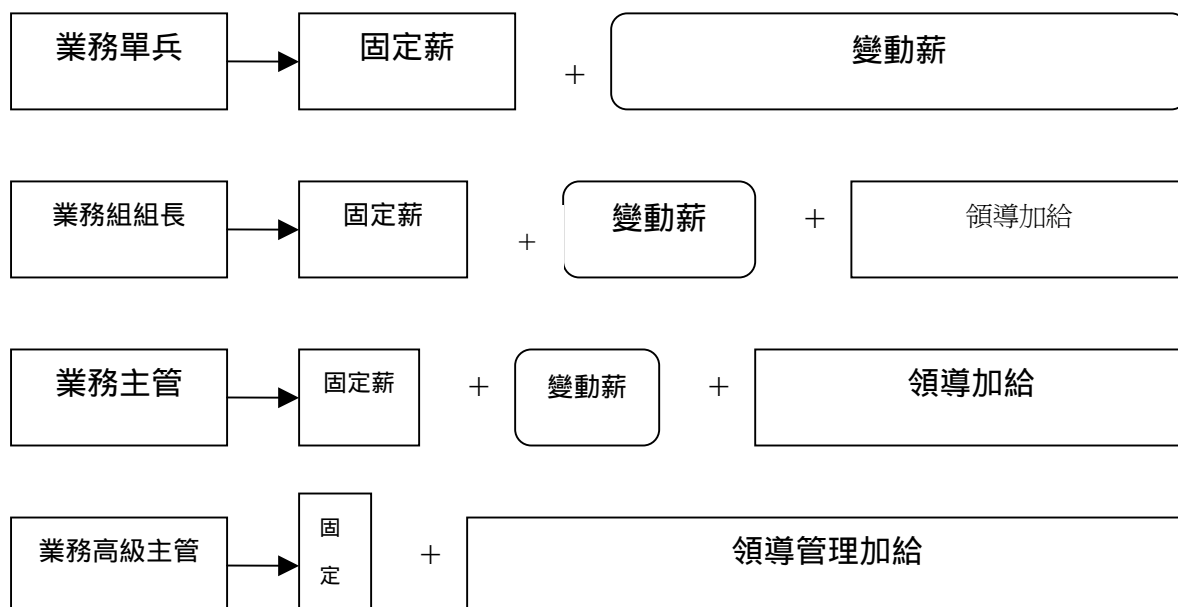 業務單兵 固定薪 + 變動薪
業務組組長 固定薪 + 變動薪 + 領導加給
業務主管 固定薪 + 變動薪 + 領導加給
業務高級主管 固定 + 領導管理加給